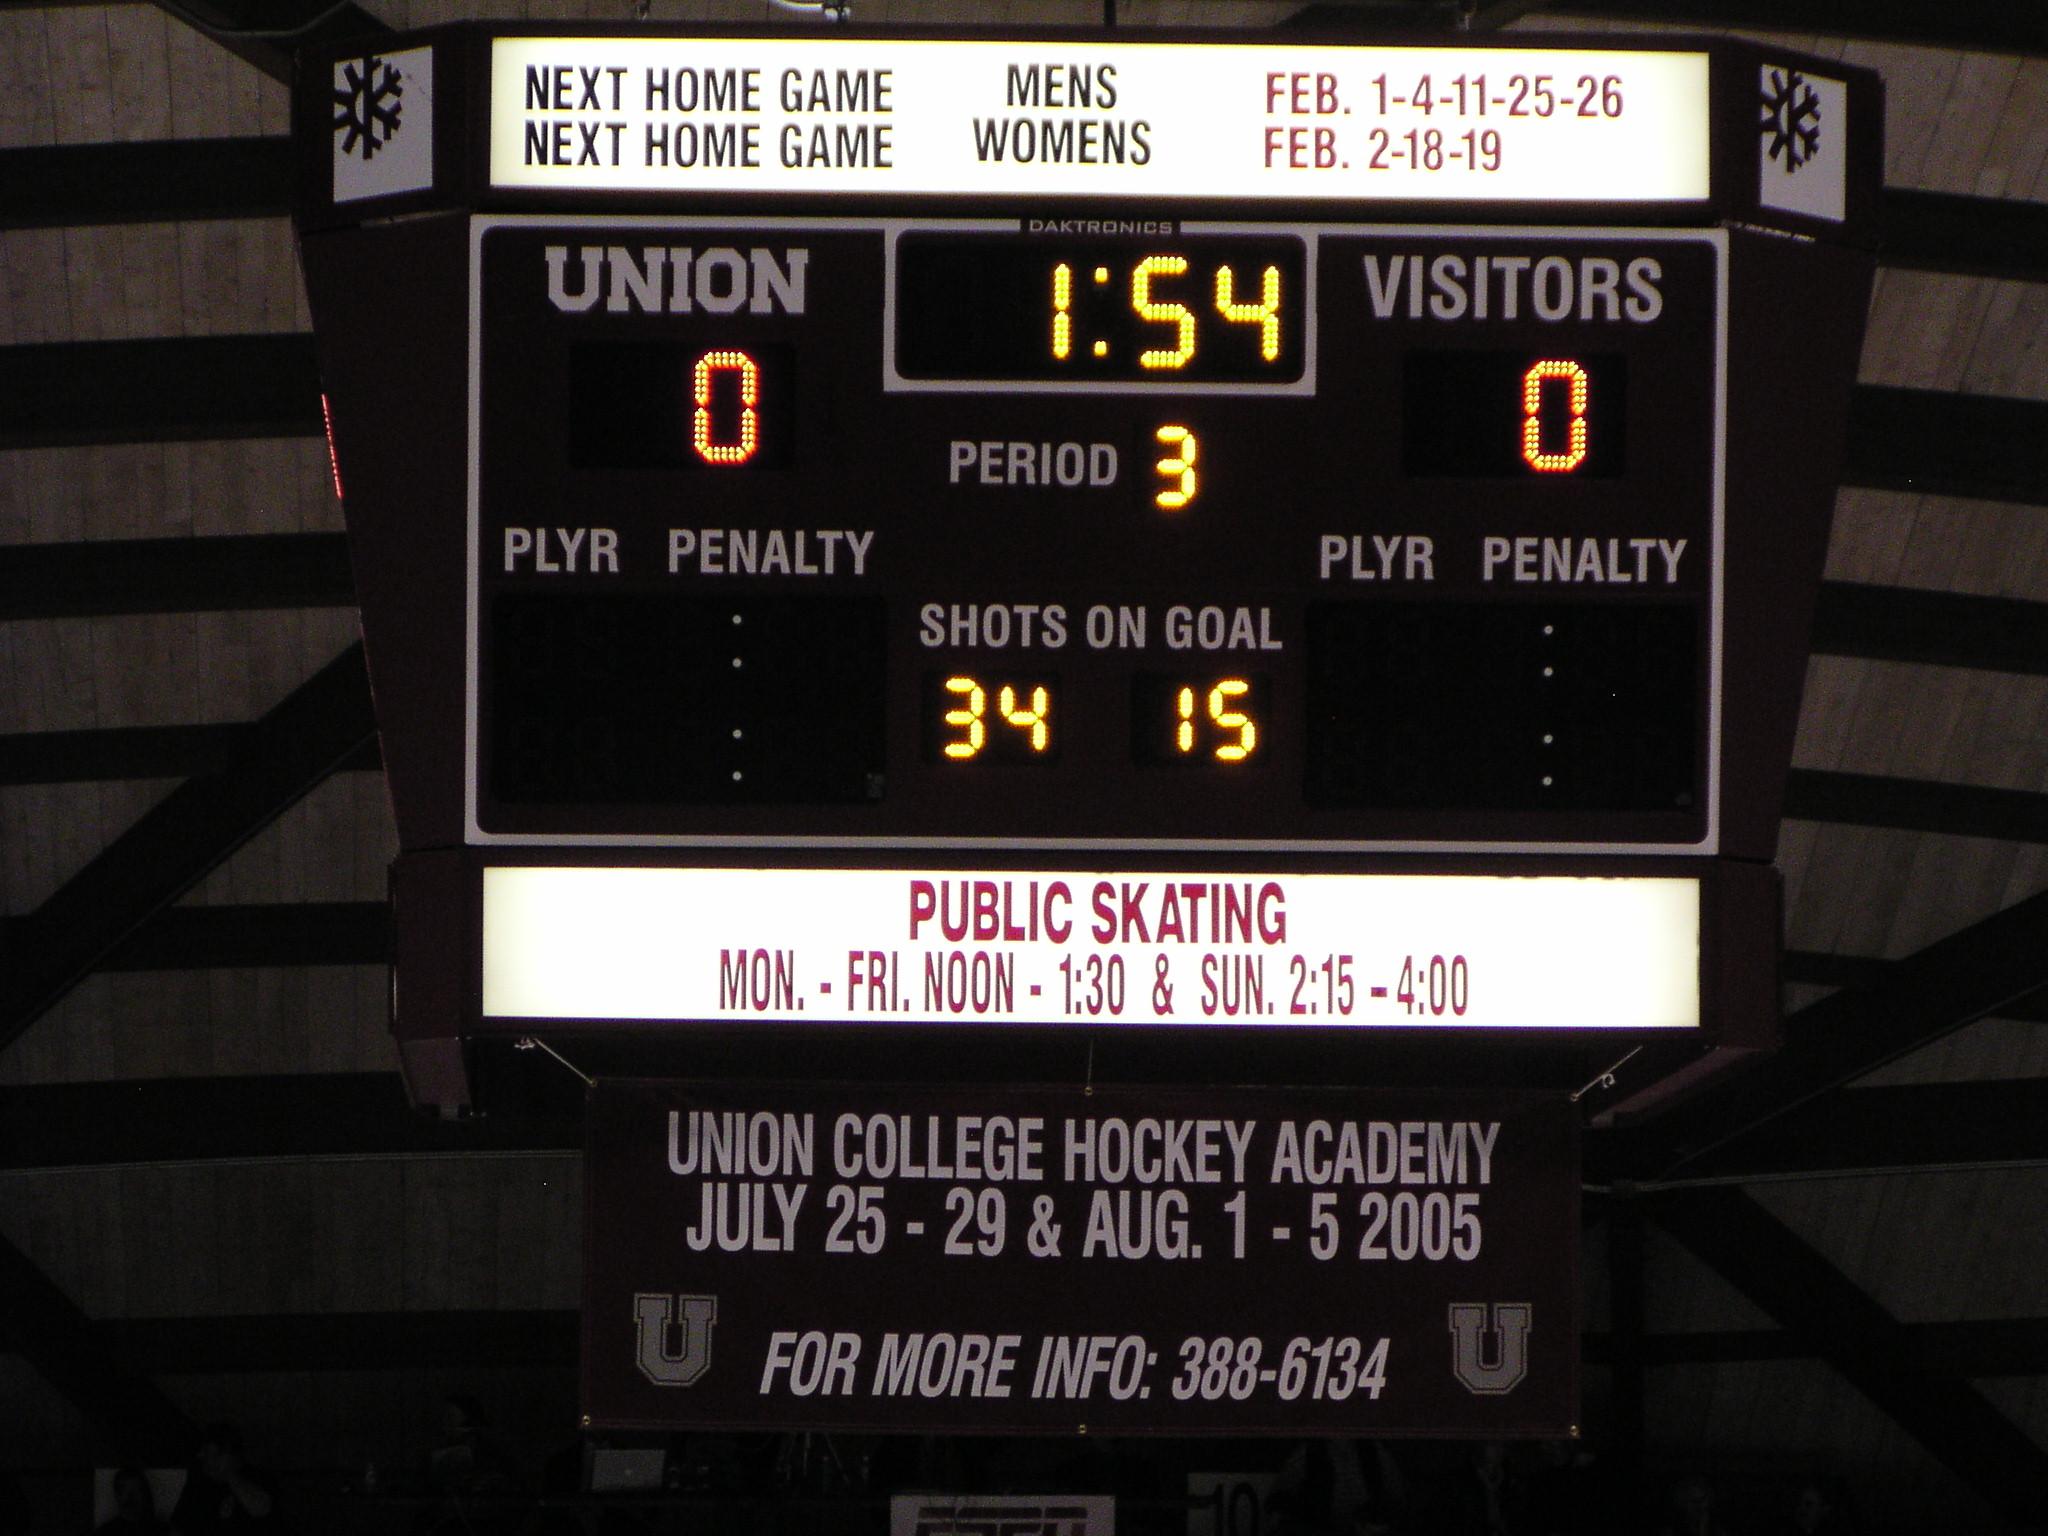 NEXT HOME GAME MENS FEB. 1-4-11-25-26
NEXT HOME GAME WOMENS FEB. 2-18-19
DAKTRONICS
UNION 1:54 VISITORS
0 0
PERIOD 3
PLYR PENALTY PLYR PENALTY
SHOTS ON GOAL
34 15
PUBLIC SKATING
MON. - FRI. NOON - 1:30 & SUN. 2:15 - 4:00
UNION COLLEGE HOCKEY ACADEMY
JULY 25 - 29 & AUG. 1 - 5 2005
U U
FOR MORE INFO: 388-6134
10